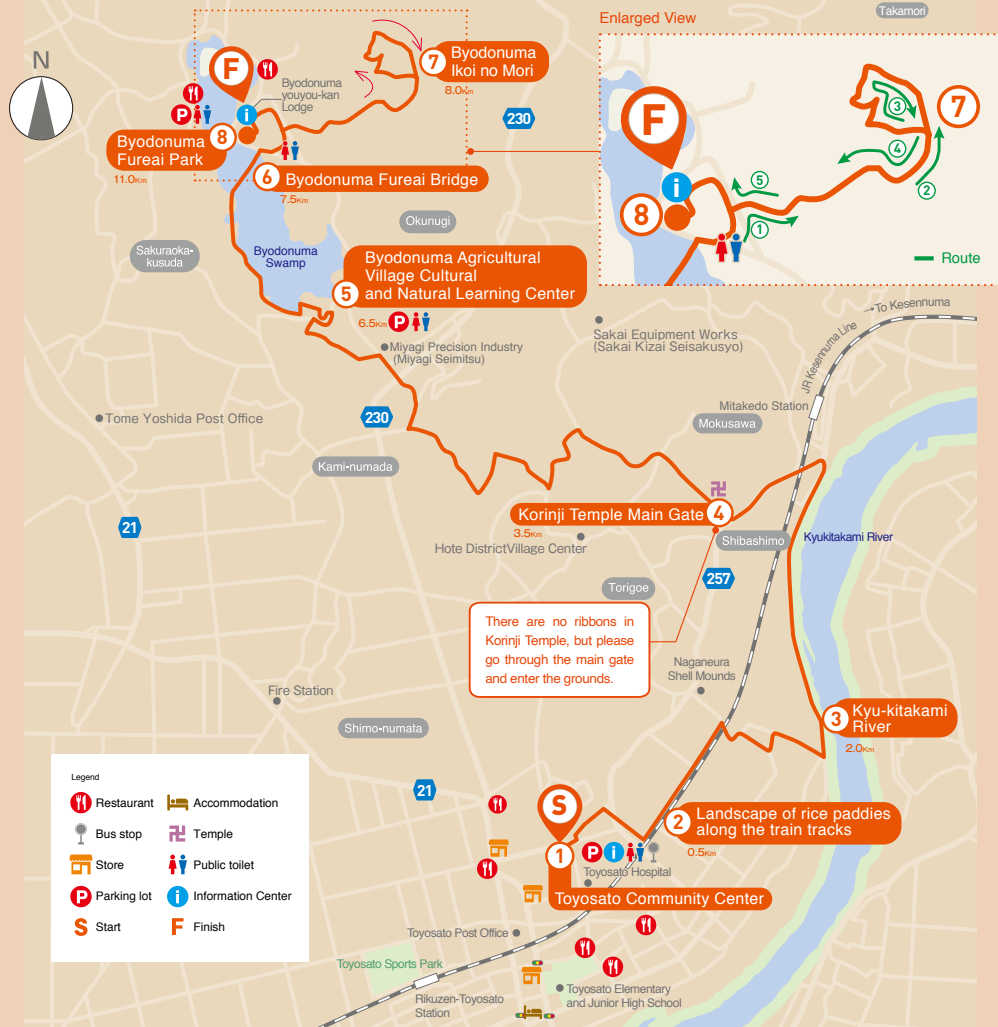 Enlarged View
Takamori
N
F
Byodonuma
youyou-kan
Lodge
7
Byodonuma
Ikoi no Mori
8.0Km
230
P
i
8
Byodonuma
Fureai Park
11.0Km
6
Byodonuma Fureai Bridge
7.5Km
F
i
8
7
3
4
2
5
1
Route
Okunugi
Sakuraoka-
kusuda
Byodonuma
Swamp
5
Byodonuma Agricultural
Village Cultural
and Natural Learning Center
6.5Km
P
Miyagi Precision Industry
(Miyagi Seimitsu)
Sakai Equipment Works
(Sakai Kizai Seisakusyo)
→To Kesennuma
JR Kesennuma Line
Mitakedo Station
Mokusawa
Tome Yoshida Post Office
230
Kami-numada
21
Korinji Temple Main Gate
4
3.5Km
Hote DistrictVillage Center
Shibashimo
Kyukitakami River
Torigoe
257
There are no ribbons in
Korinji Temple, but please
go through the main gate
and enter the grounds.
Naganeura
Shell Mounds
Fire Station
Shimo-numata
3
Kyu-kitakami
River
2.0Km
21
S
1
P
i
Toyosato Hospital
Toyosato Community Center
2
Landscape of rice paddies
along the train tracks
0.5Km
Legend
Restaurant
Accommodation
Bus stop
Temple
Store
Public toilet
P
Parking lot
i
Information Center
S
Start
F
Finish
Toyosato Post Office
Toyosato Sports Park
Rikuzen-Toyosato
Station
Toyosato Elementary
and Junior High School